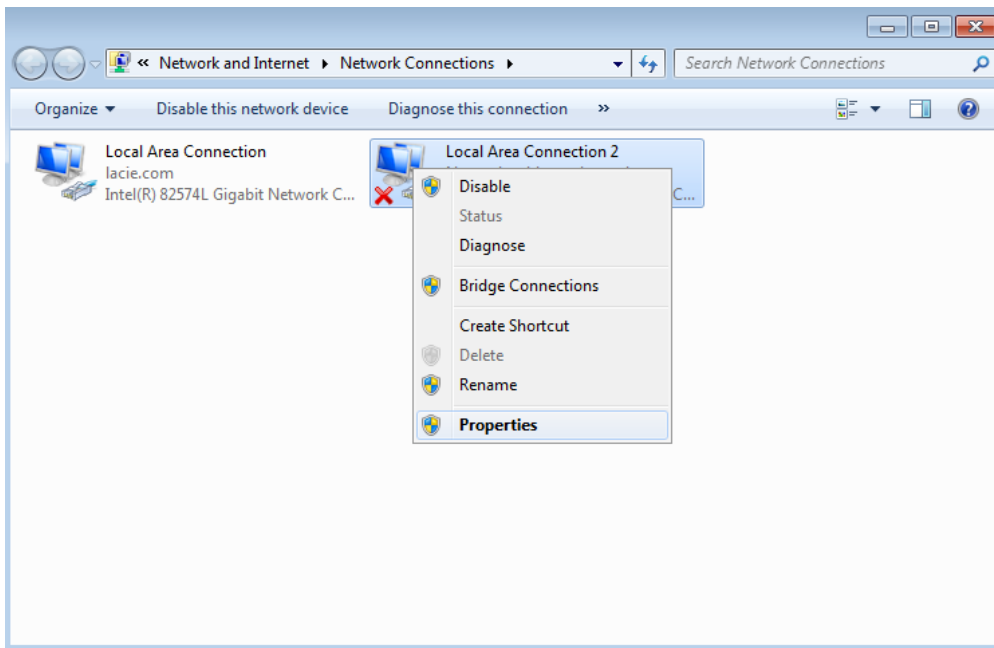 « Network and Internet ▸ Network Connections ▸
Search Network Connections
Organize ▾ Disable this network device Diagnose this connection »
Local Area Connection
lacie.com
Intel(R) 82574L Gigabit Network C...
Local Area Connection 2
C...
Disable
Status
Diagnose
Bridge Connections
Create Shortcut
Delete
Rename
Properties